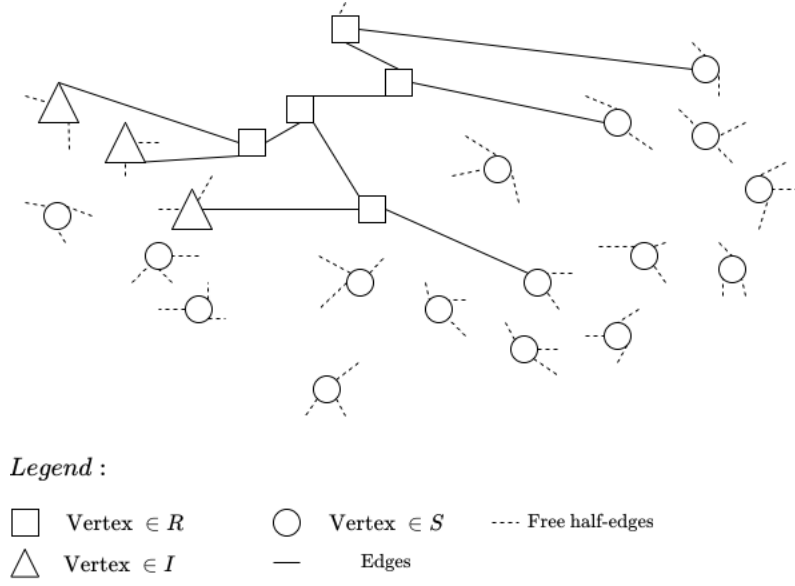 Legend :
Vertex ∈ R
Vertex ∈ S
Free half-edges
Vertex ∈ I
Edges